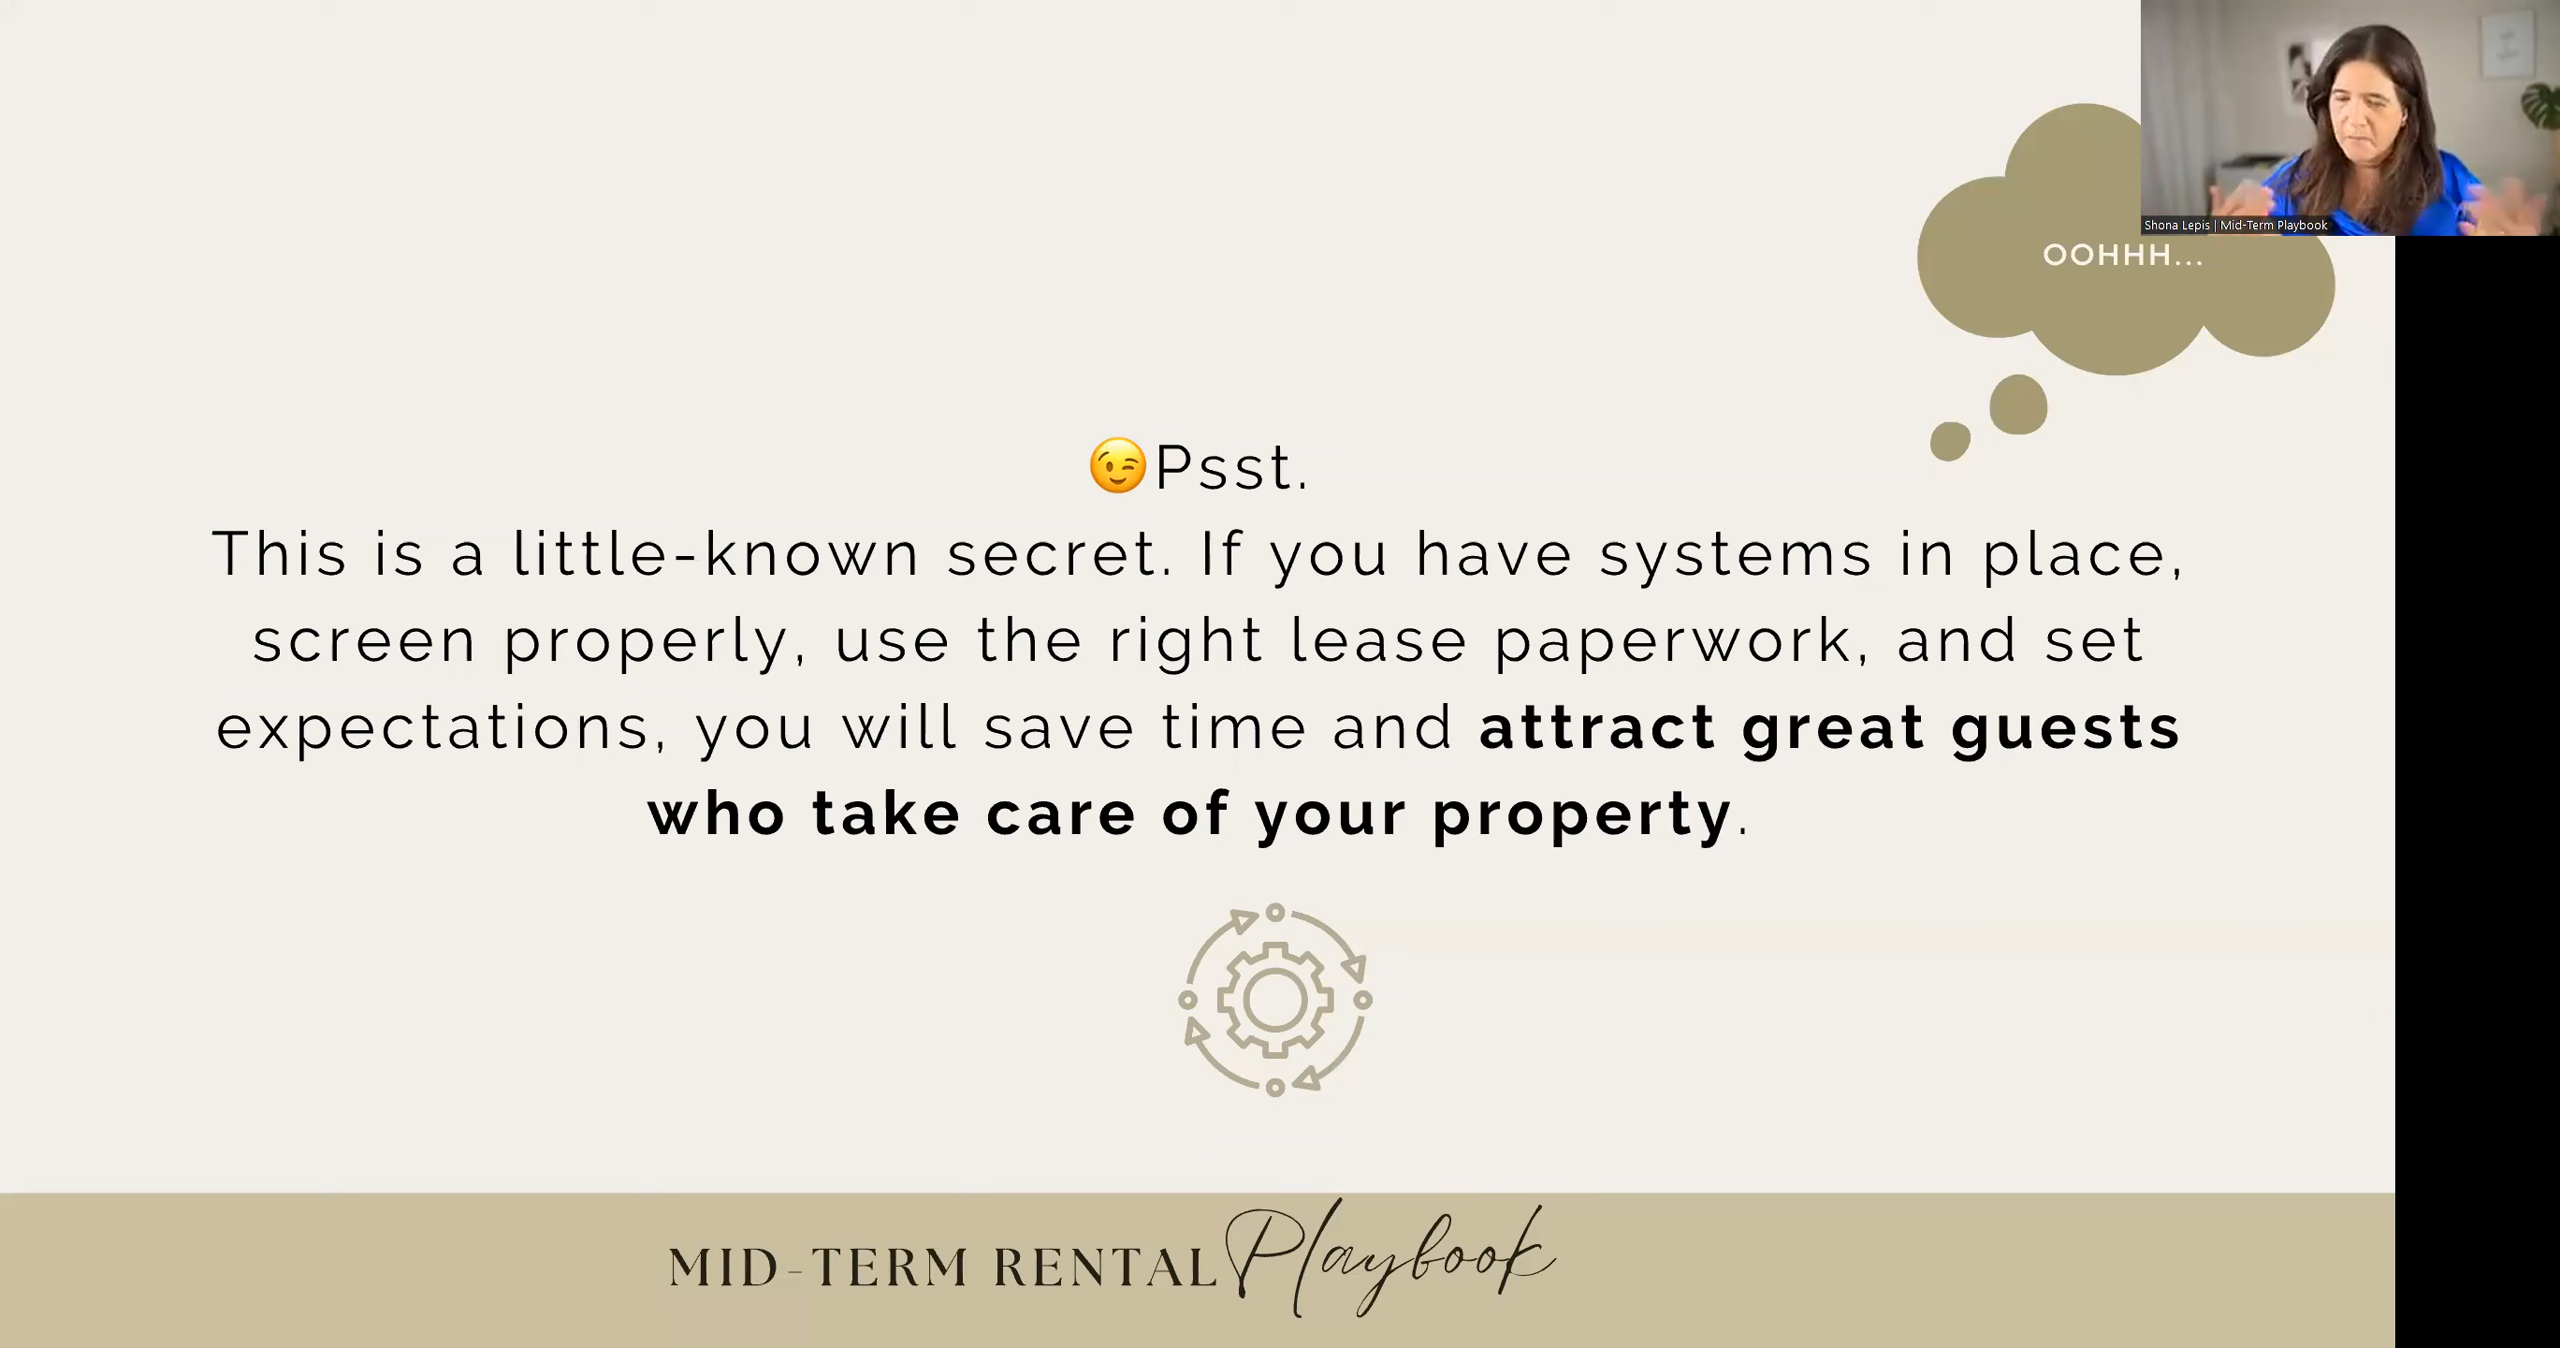 Shona Lepis | Mid-Term Playbook
OOHHH...
😉Psst.
This is a little-known secret. If you have systems in place,
screen properly, use the right lease paperwork, and set
expectations, you will save time and attract great guests
who take care of your property.
MID-TERM RENTAL Playbook